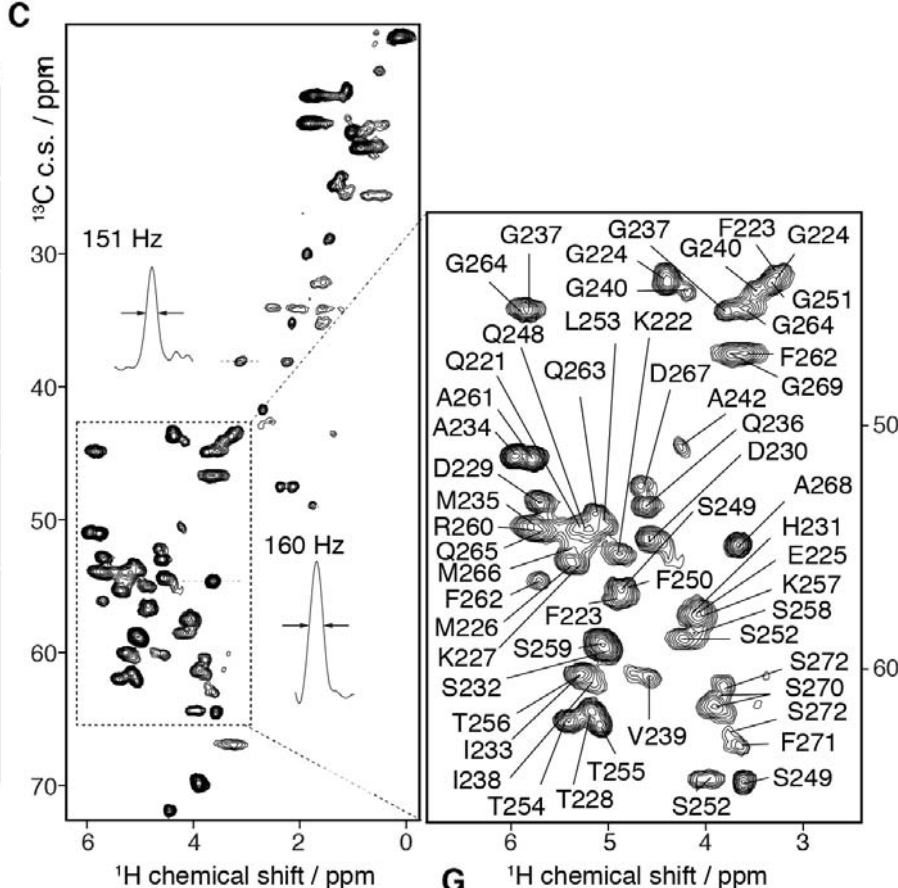 C
¹³C c.s. / ppm
151 Hz
160 Hz
30
40
50
60
70
6 4 2 0
¹H chemical shift / ppm
G237 F223
G237
G240 G224
G264 G224
G240 G251
Q248 L253 K222 G264
Q221 F262
Q263 D267 G269
A261 A242
A234 Q236
D229 D230
M235 S249 A268
R260 H231
Q265 E225
M266 F250 K257
F262 F223 S258
M226 S259 S252
K227 S272
S232 S270
T256 S272
I233 V239 F271
I238 T255
T254 T228 S252 S249
50
60
6 5 4 3
G ¹H chemical shift / ppm